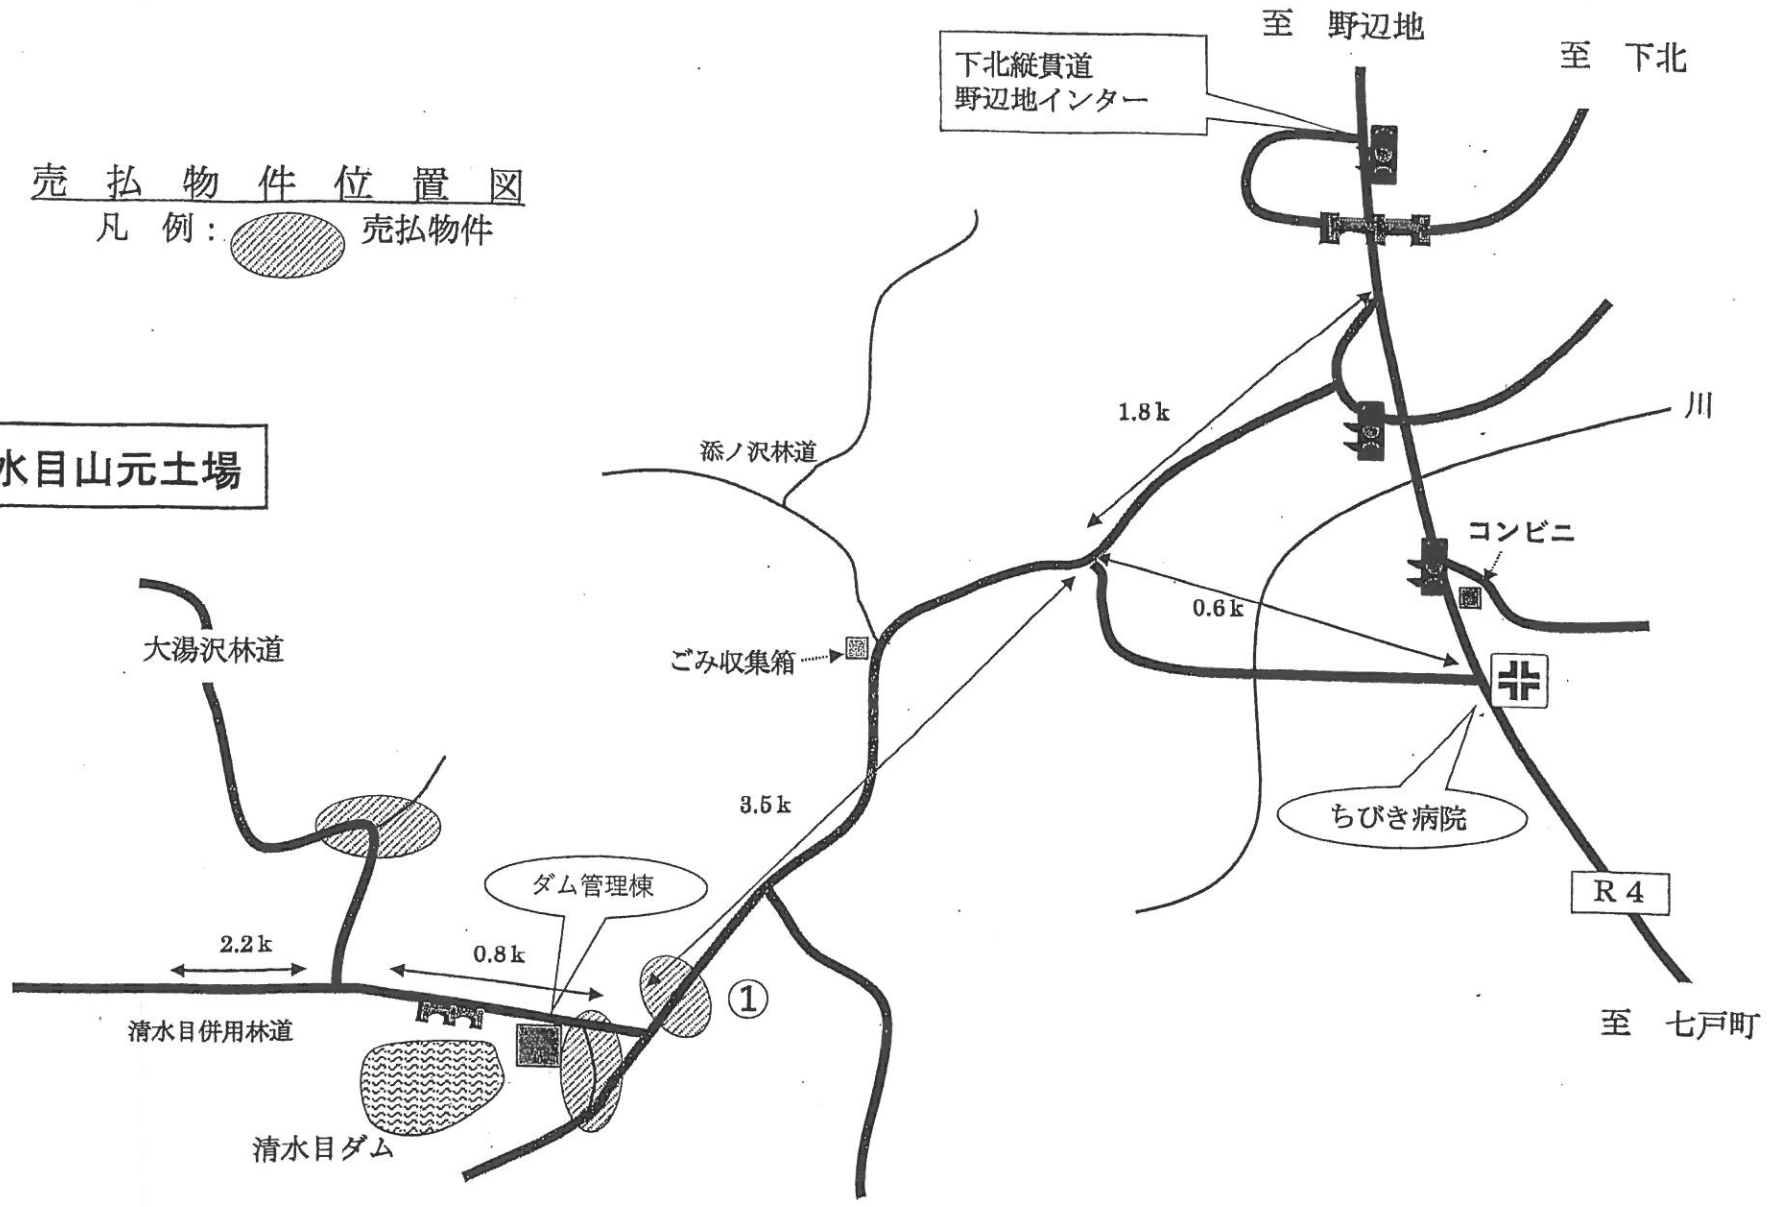 至 野辺地
至 下北
下北縦貫道
野辺地インター
売払物件位置図
凡 例： 売払物件
水目山元土場
川
1.8k
添ノ沢林道
コンビニ
0.6k
大湯沢林道
ごみ収集箱
3.5k
ちびき病院
ダム管理棟
R 4
2.2k
0.8k
①
清水目併用林道
至 七戸町
清水目ダム